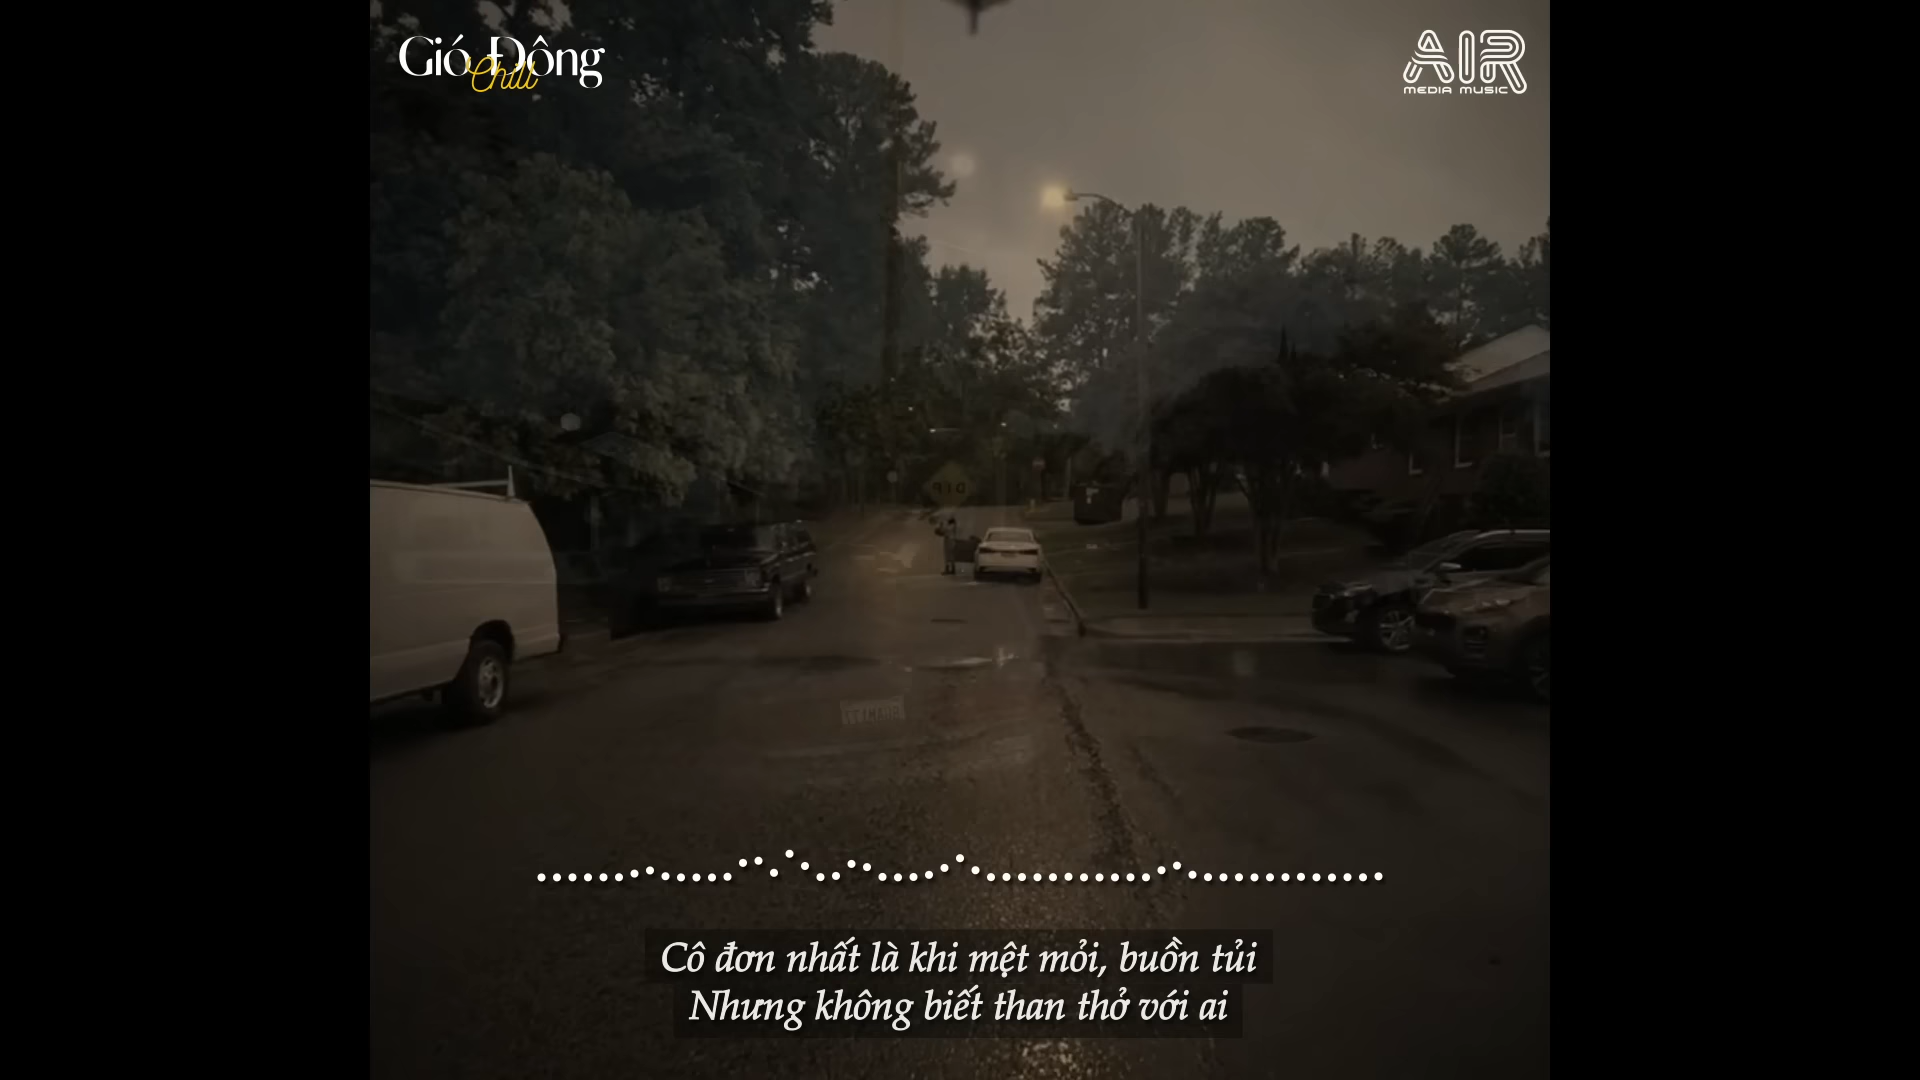 Gió Đông
Chill
AIR
MEDIA MUSIC
Cô đơn nhất là khi mệt mỏi, buồn tủi
Nhưng không biết than thở với ai